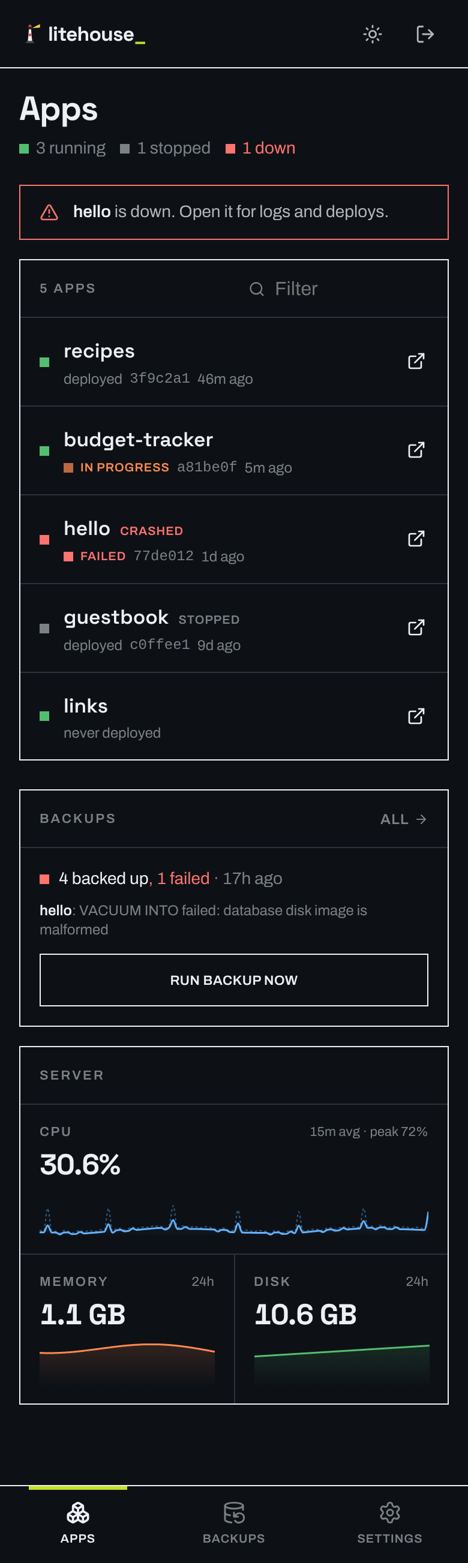 litehouse_
Apps
3 running 1 stopped 1 down
hello is down. Open it for logs and deploys.
5 APPS Filter
recipes
deployed 3f9c2a1 46m ago
budget-tracker
IN PROGRESS a81be0f 5m ago
hello CRASHED
FAILED 77de012 1d ago
guestbook STOPPED
deployed c0ffee1 9d ago
links
never deployed
BACKUPS ALL →
4 backed up, 1 failed · 17h ago
hello: VACUUM INTO failed: database disk image is
malformed
RUN BACKUP NOW
SERVER
CPU 15m avg · peak 72%
30.6%
MEMORY 24h DISK 24h
1.1 GB 10.6 GB
APPS BACKUPS SETTINGS